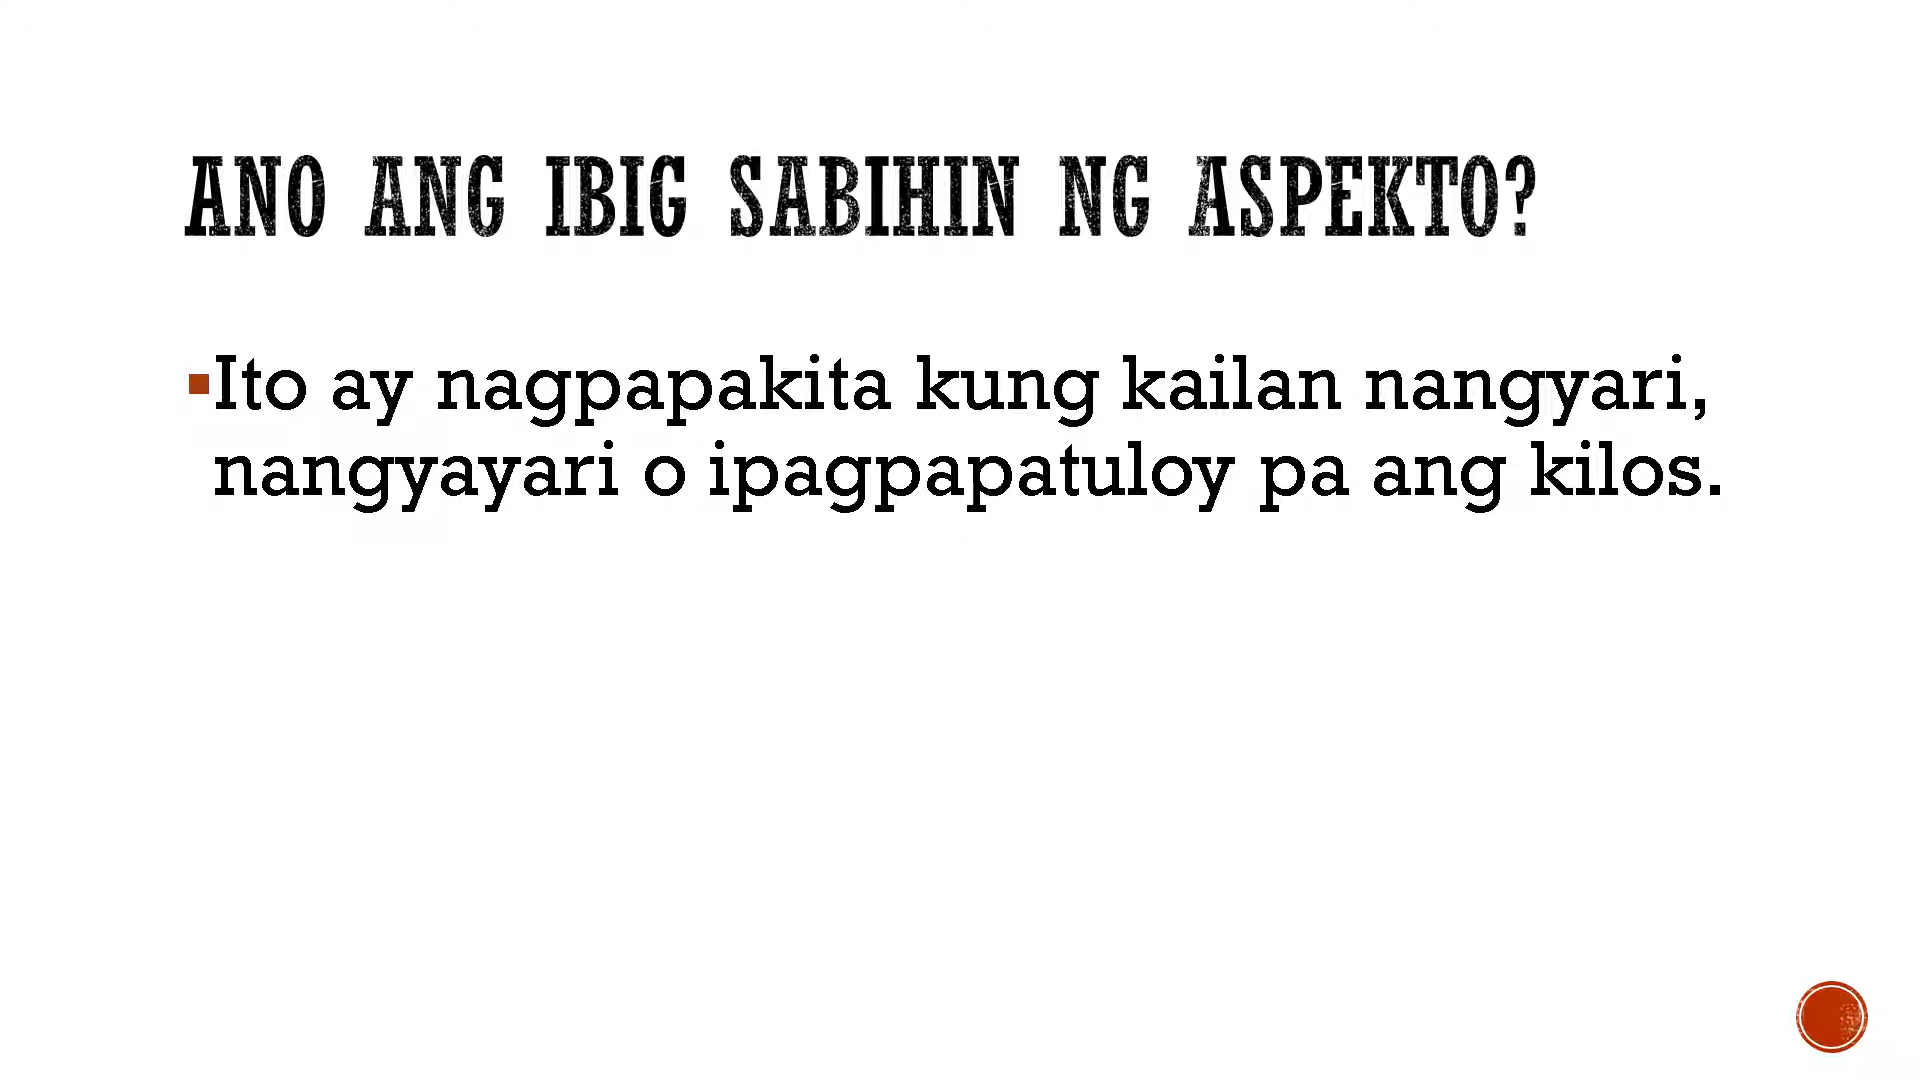 ANO ANG IBIG SABIHIN NG ASPEKTO?
▪Ito ay nagpapakita kung kailan nangyari,
nangyayari o ipagpapatuloy pa ang kilos.